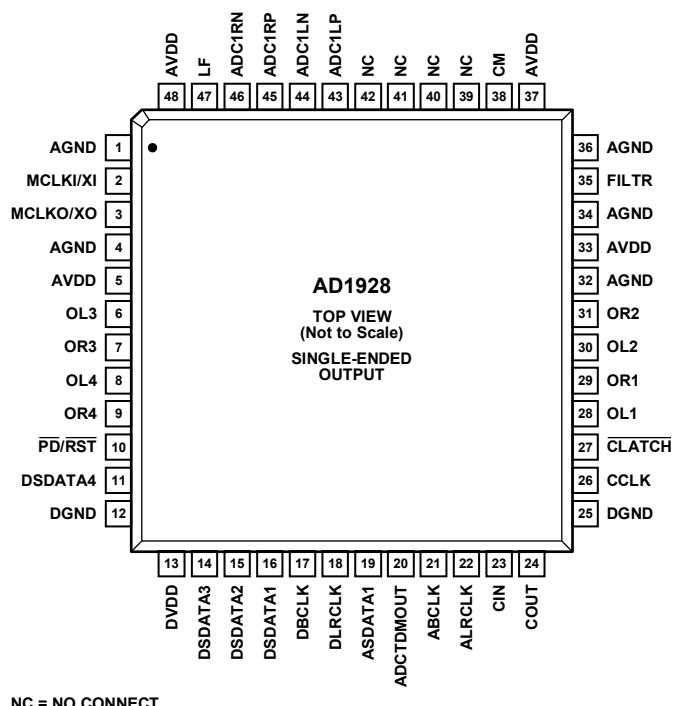 AVDD
LF
ADC1RN
ADC1RP
ADC1LN
ADC1LP
NC
NC
NC
NC
CM
AVDD
48 47 46 45 44 43 42 41 40 39 38 37
AGND 1
MCLKI/XI 2
MCLKO/XO 3
AGND 4
AVDD 5
OL3 6
OR3 7
OL4 8
OR4 9
PD/RST 10
DSDATA4 11
DGND 12
AD1928
TOP VIEW
(Not to Scale)
SINGLE-ENDED
OUTPUT
36 AGND
35 FILTR
34 AGND
33 AVDD
32 AGND
31 OR2
30 OL2
29 OR1
28 OL1
27 CLATCH
26 CCLK
25 DGND
13 14 15 16 17 18 19 20 21 22 23 24
DVDD
DSDATA3
DSDATA2
DSDATA1
DBCLK
DLRCLK
ASDATA1
ADCTDMOUT
ABCLK
ALRCLK
CIN
COUT
NC = NO CONNECT